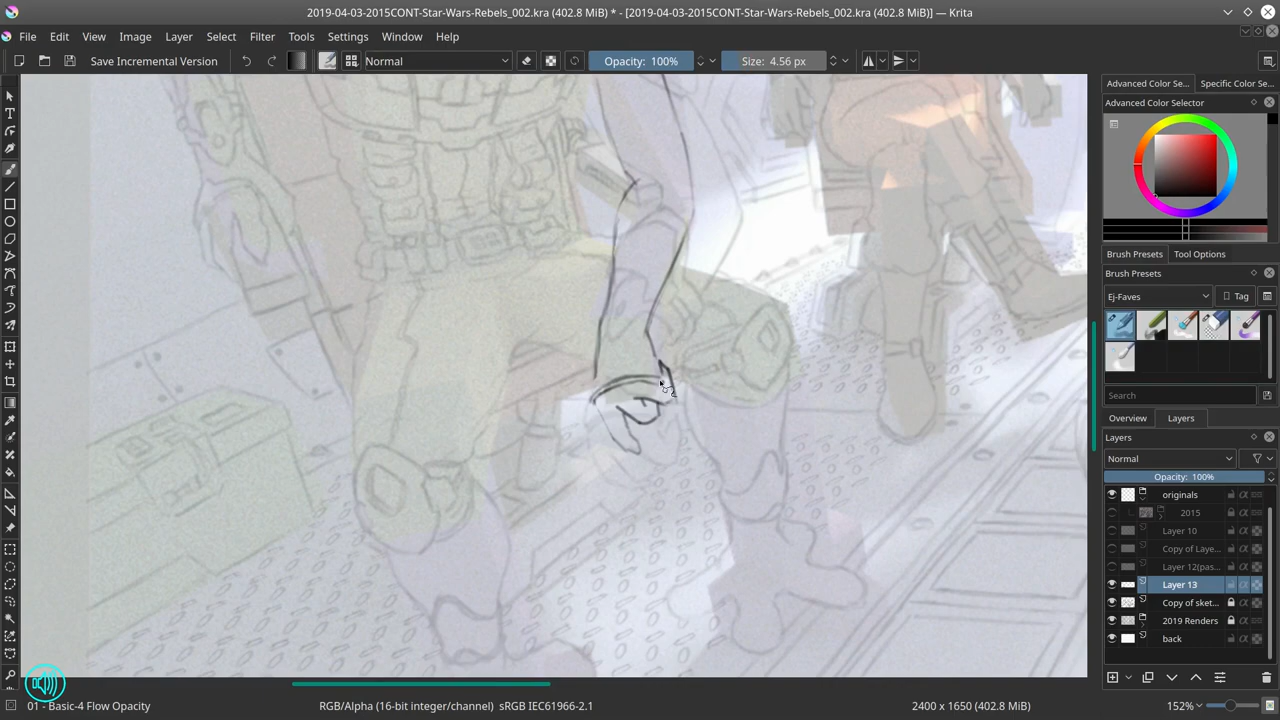 2019-04-03-2015CONT-Star-Wars-Rebels_002.kra (402.8 MiB) * - [2019-04-03-2015CONT-Star-Wars-Rebels_002.kra (402.8 MiB)] — Krita
File Edit View Image Layer Select Filter Tools Settings Window Help
Save Incremental Version Normal Opacity: 100% Size: 4.56 px
Advanced Color Se... Specific Color Se...
Advanced Color Selector
Brush Presets Tool Options
Brush Presets
Ej-Faves Tag
Search
Overview Layers
Layers
Normal
Opacity: 100%
originals
2015
Layer 10
Copy of Laye...
Layer 12(pas...
Layer 13
Copy of sket...
2019 Renders
back
01 - Basic-4 Flow Opacity RGB/Alpha (16-bit integer/channel) sRGB IEC61966-2.1 2400 x 1650 (402.8 MiB) 152%